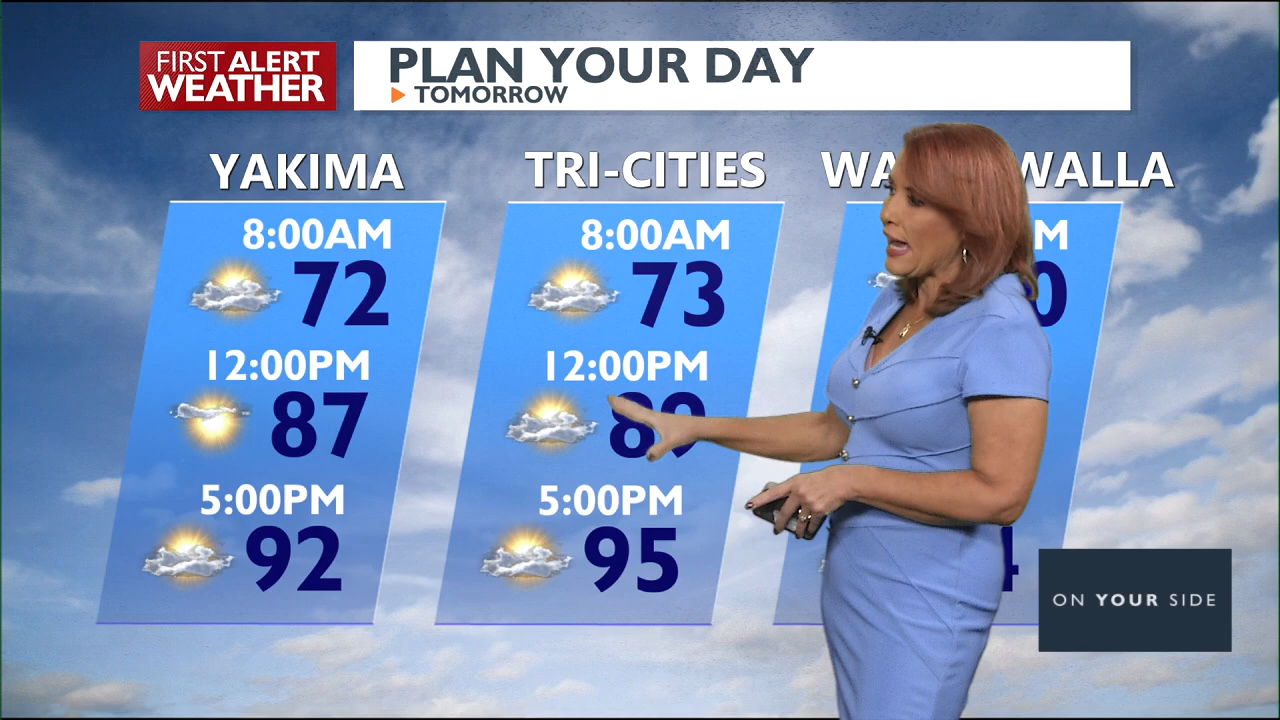 FIRST ALERT
WEATHER
PLAN YOUR DAY
TOMORROW
YAKIMA
8:00AM
72
12:00PM
87
5:00PM
92
TRI-CITIES
8:00AM
73
12:00PM
89
5:00PM
95
WALLA
ON YOUR SIDE